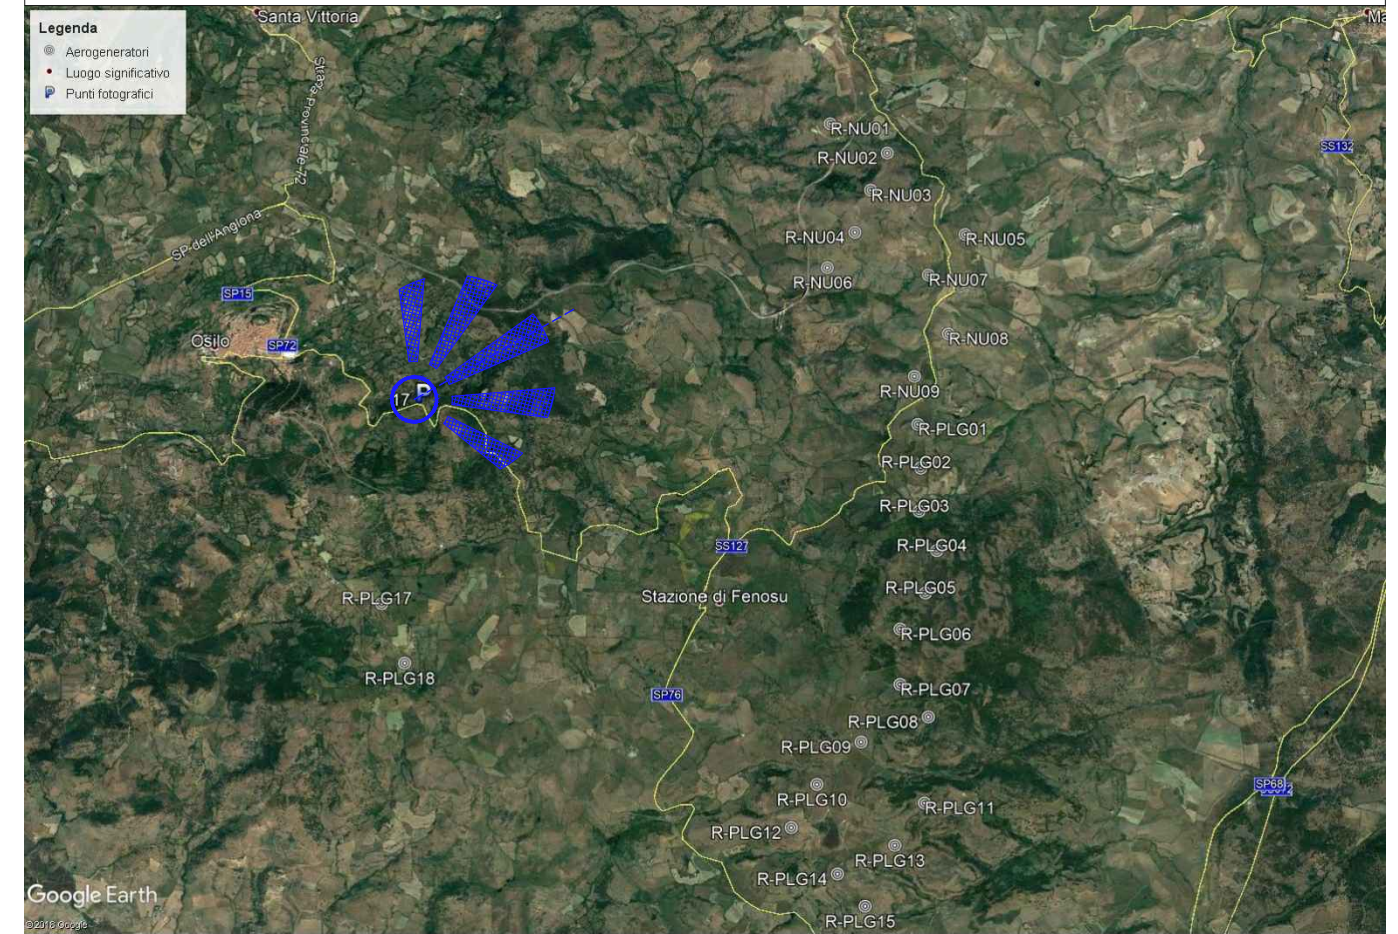 Santa Vittoria
Ma
Legenda
Aerogeneratori
Luogo significativo
Punti fotografici
Strada Provinciale 72
R-NU01
SS132
R-NU02
R-NU03
SP dell'Anglona
R-NU04
R-NU05
R-NU06
R-NU07
SP15
R-NU08
Osilo
SP72
R-NU09
17 P
R-PLG01
R-PLG02
R-PLG03
R-PLG04
SS127
R-PLG05
R-PLG17
Stazione di Fenosu
R-PLG06
R-PLG18
R-PLG07
SP76
R-PLG08
R-PLG09
SP68
R-PLG10
R-PLG11
R-PLG12
R-PLG13
R-PLG14
Google Earth
R-PLG15
©2018 Google